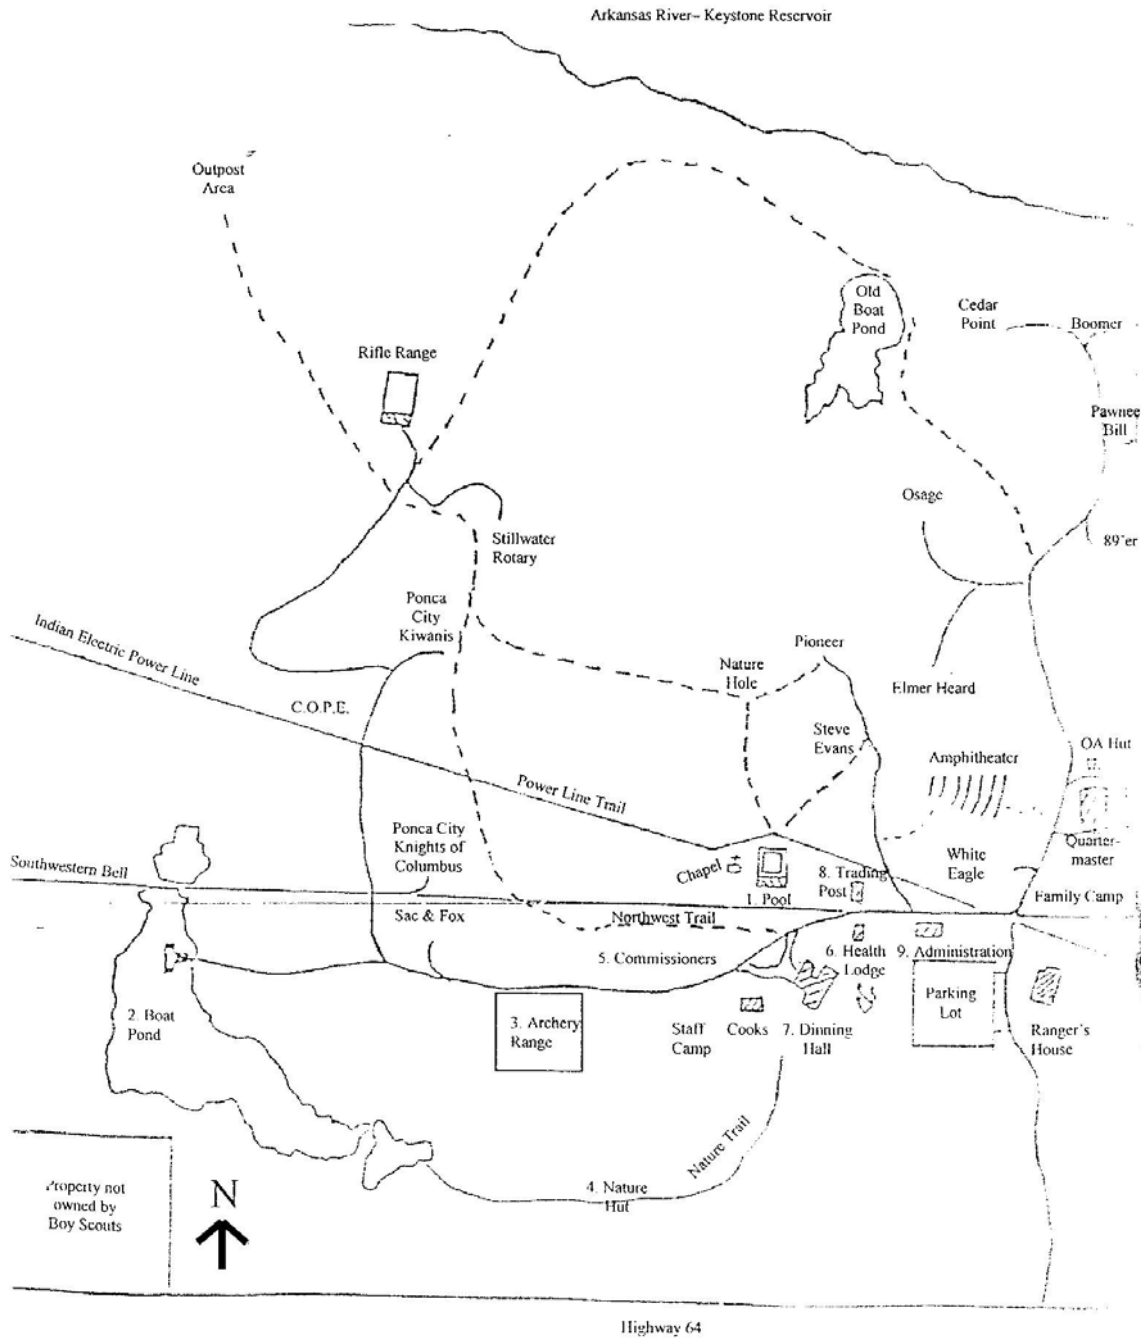 Arkansas River– Keystone Reservoir
Outpost
Area
Old
Boat
Pond
Cedar
Point
Boomer
Rifle Range
Pawnee
Bill
Osage
89'er
Stillwater
Rotary
Ponca
City
Kiwanis
Indian Electric Power Line
Pioneer
Nature
Hole
Elmer Heard
C.O.P.E.
Steve
Evans
Amphitheater
OA Hut
Power Line Trail
Ponca City
Knights of
Columbus
Quarter-
master
White
Eagle
Southwestern Bell
Chapel
8. Trading
Post
1. Pool
Family Camp
Sac & Fox
Northwest Trail
5. Commissioners
6. Health
Lodge
9. Administration
Parking
Lot
2. Boat
Pond
3. Archery
Range
Staff
Camp
Cooks
7. Dinning
Hall
Ranger's
House
Nature Trail
4. Nature
Hut
Property not
owned by
Boy Scouts
N
Highway 64